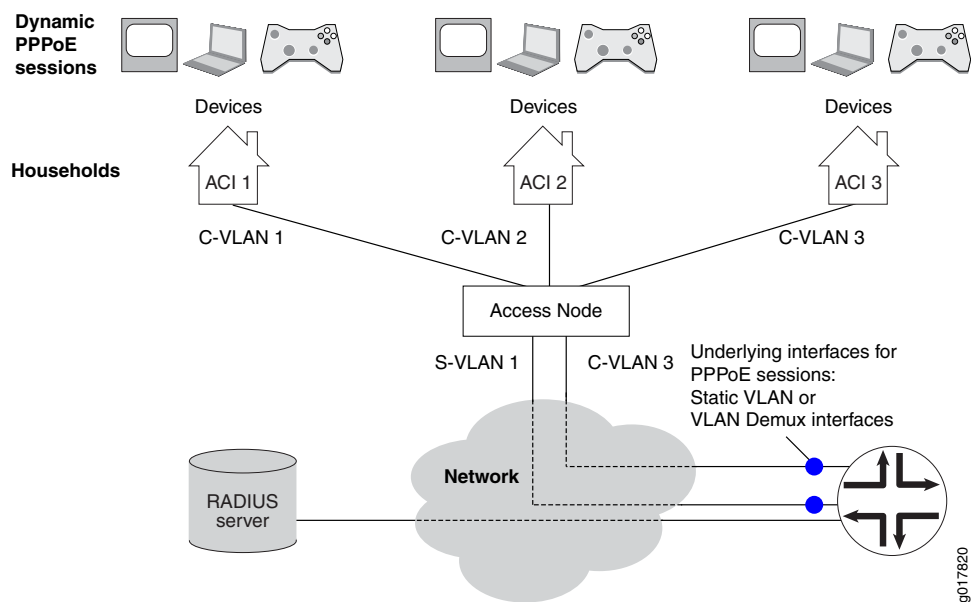 Dynamic
PPPoE
sessions
Devices
Devices
Devices
Households
ACI 1
ACI 2
ACI 3
C-VLAN 1
C-VLAN 2
C-VLAN 3
Access Node
S-VLAN 1
C-VLAN 3
Underlying interfaces for
PPPoE sessions:
Static VLAN or
VLAN Demux interfaces
Network
RADIUS
server
g017820